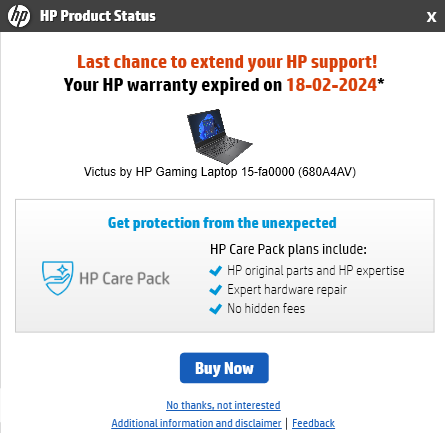 hp HP Product Status X
Last chance to extend your HP support!
Your HP warranty expired on 18-02-2024*
Victus by HP Gaming Laptop 15-fa0000 (680A4AV)
Get protection from the unexpected
HP Care Pack
HP Care Pack plans include:
HP original parts and HP expertise
Expert hardware repair
No hidden fees
Buy Now
No thanks, not interested
Additional information and disclaimer | Feedback